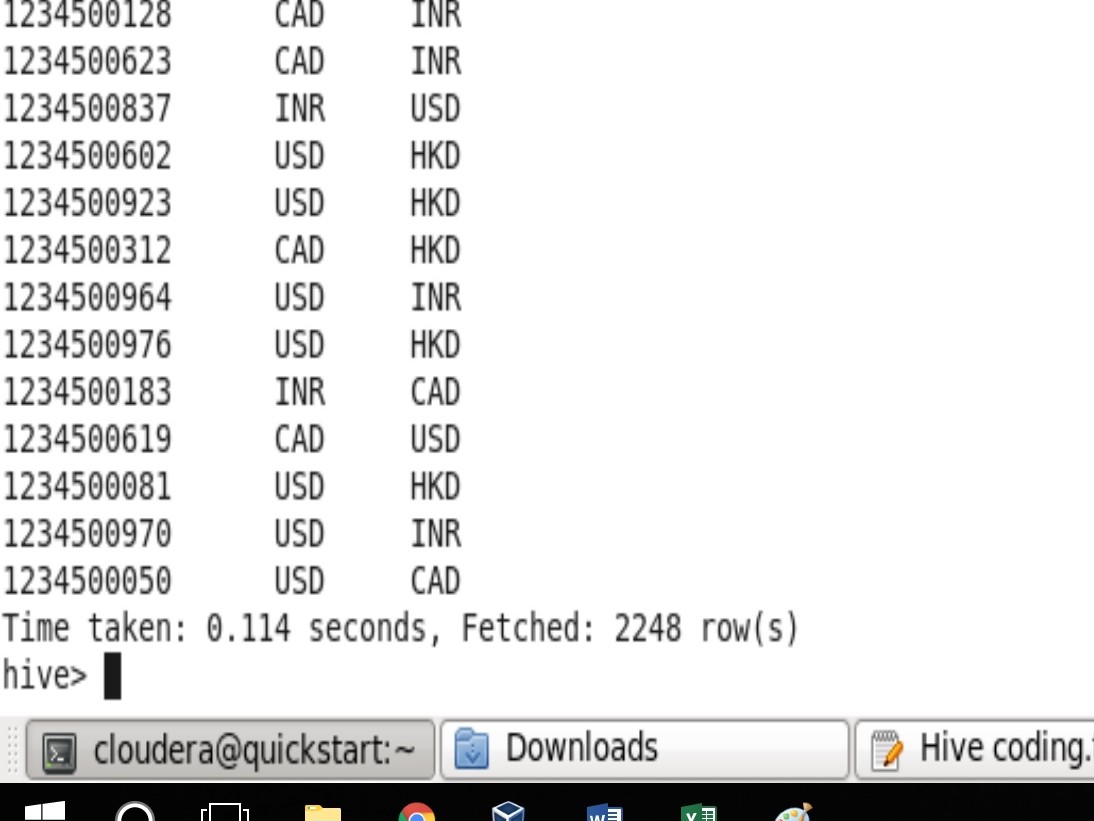 1234500128 CAD INR
1234500623 CAD INR
1234500837 INR USD
1234500602 USD HKD
1234500923 USD HKD
1234500312 CAD HKD
1234500964 USD INR
1234500976 USD HKD
1234500183 INR CAD
1234500619 CAD USD
1234500081 USD HKD
1234500970 USD INR
1234500050 USD CAD
Time taken: 0.114 seconds, Fetched: 2248 row(s)
hive>
cloudera@quickstart:~ Downloads Hive coding.